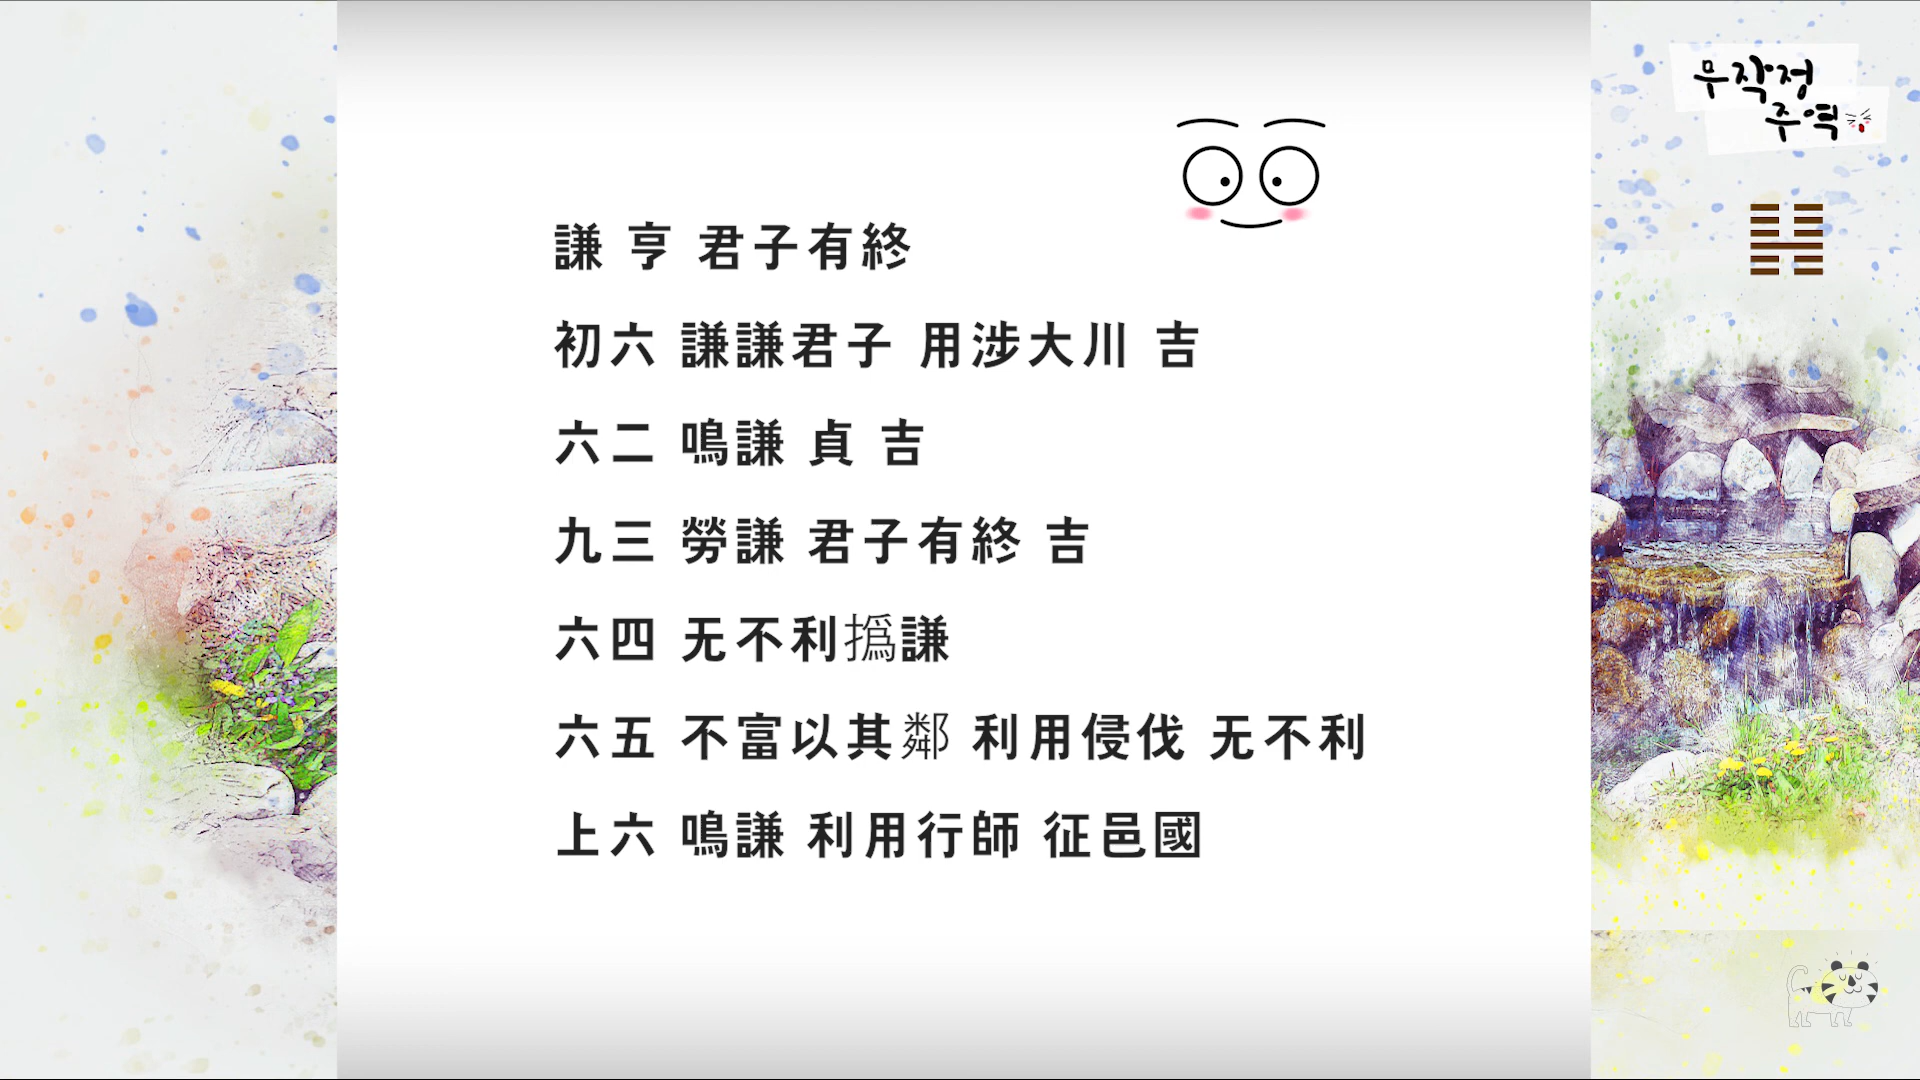 무작정
주역
謙 亨 君子有終
初六 謙謙君子 用涉大川 吉
六二 鳴謙 貞 吉
九三 勞謙 君子有終 吉
六四 无不利撝謙
六五 不富以其鄰 利用侵伐 无不利
上六 鳴謙 利用行師 征邑國